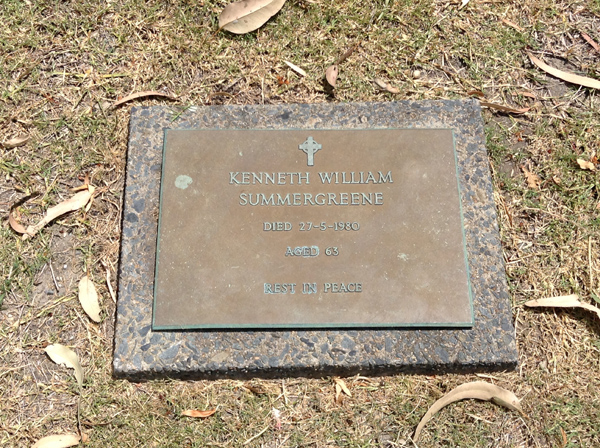 KENNETH WILLIAM
SUMMERGREENE
DIED 27-5-1980
AGED 63
REST IN PEACE